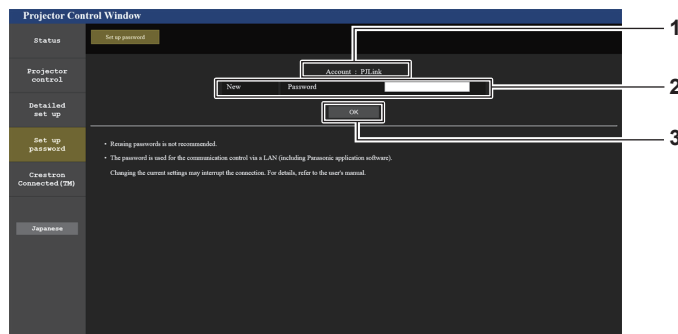 Projector Control Window
Status
Set up password
1
Projector
control
Account : PJLink
New Password
2
Detailed
set up
OK
Set up
password
3
• Reusing passwords is not recommended.
• The password is used for the communication control via a LAN (including Panasonic application software).
Changing the current settings may interrupt the connection. For details, refer to the user's manual.
Crestron
Connected(TM)
Japanese